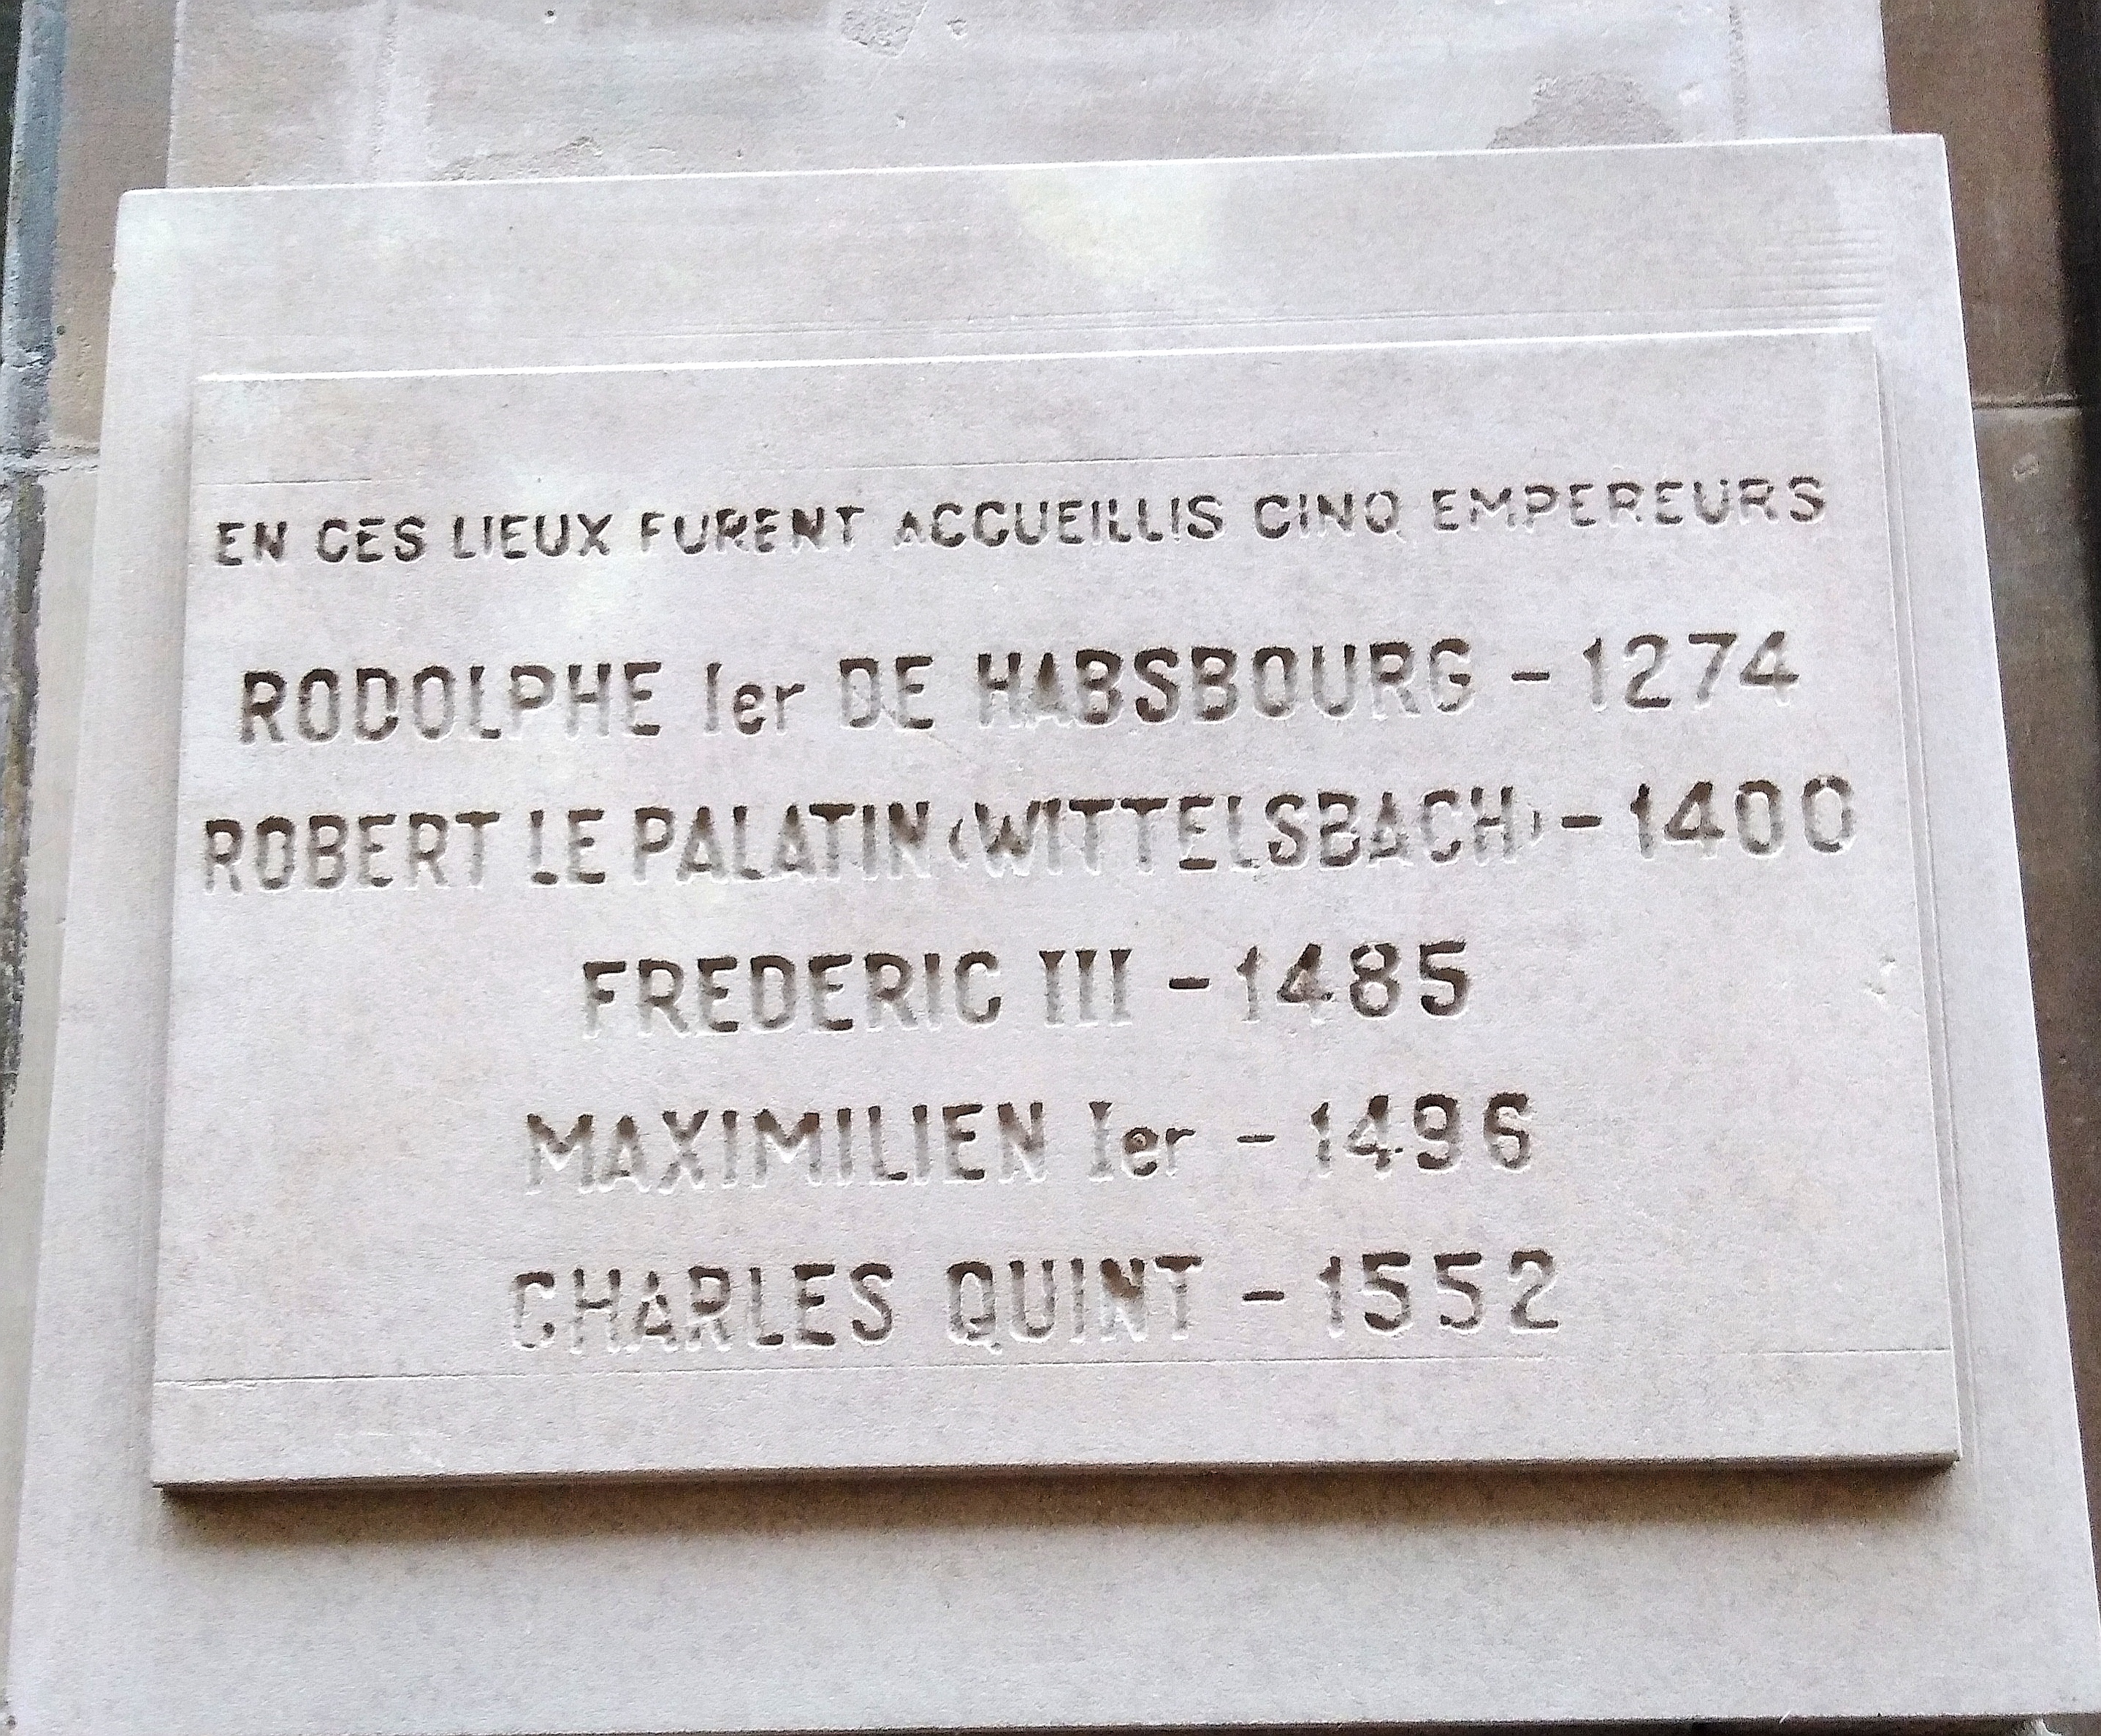 EN CES LIEUX FURENT ACCUEILLIS CINQ EMPEREURS
RODOLPHE Ier DE HABSBOURG - 1274
ROBERT LE PALATIN (WITTELSBACH) - 1400
FREDERIC III - 1485
MAXIMILIEN Ier - 1496
CHARLES QUINT - 1552